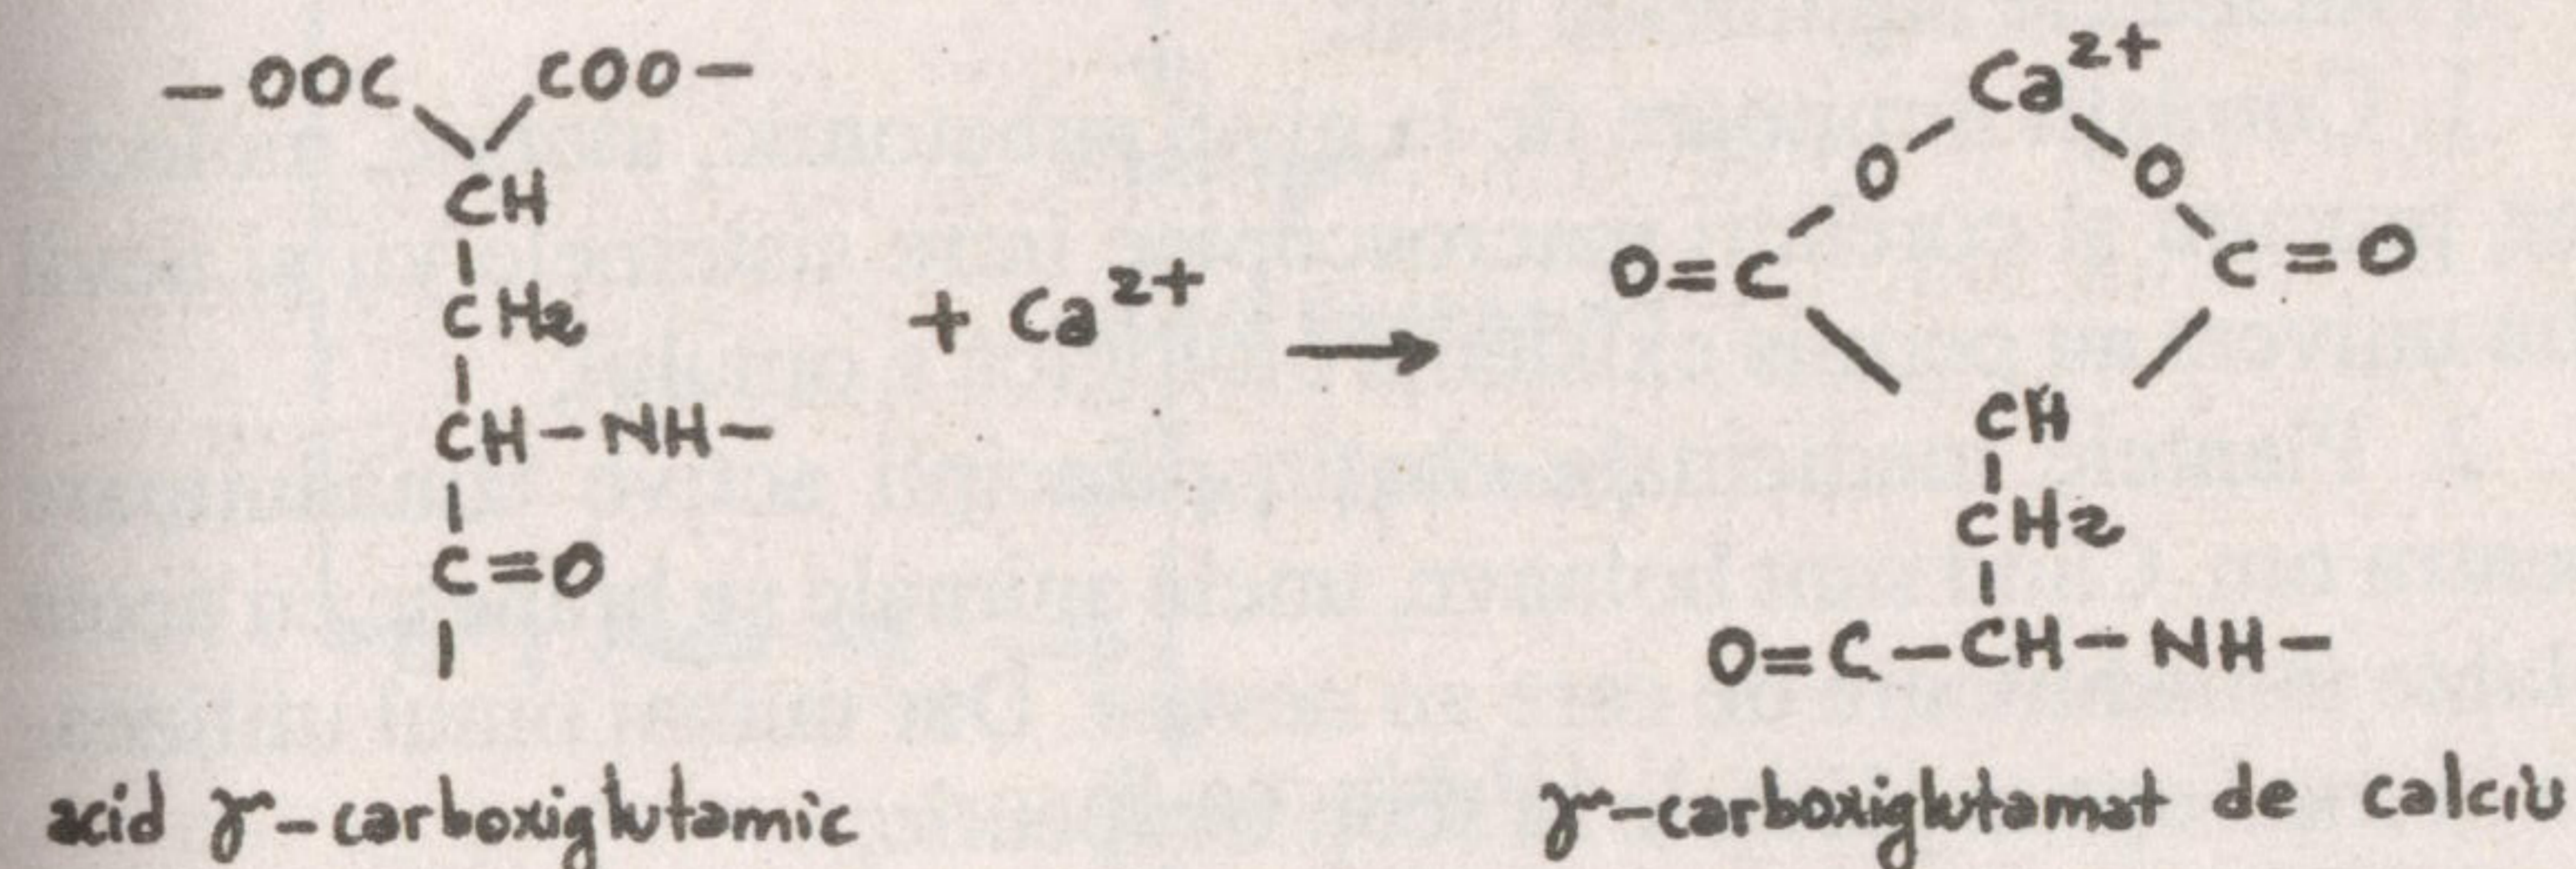 -OOC COO-
CH
CH2
CH-NH-
C=O
+ Ca2+ →
Ca2+
O O
O=C C=O
CH
CH2
O=C-CH-NH-
acid γ-carboxiglutamic
γ-carboxiglutamat de calciu